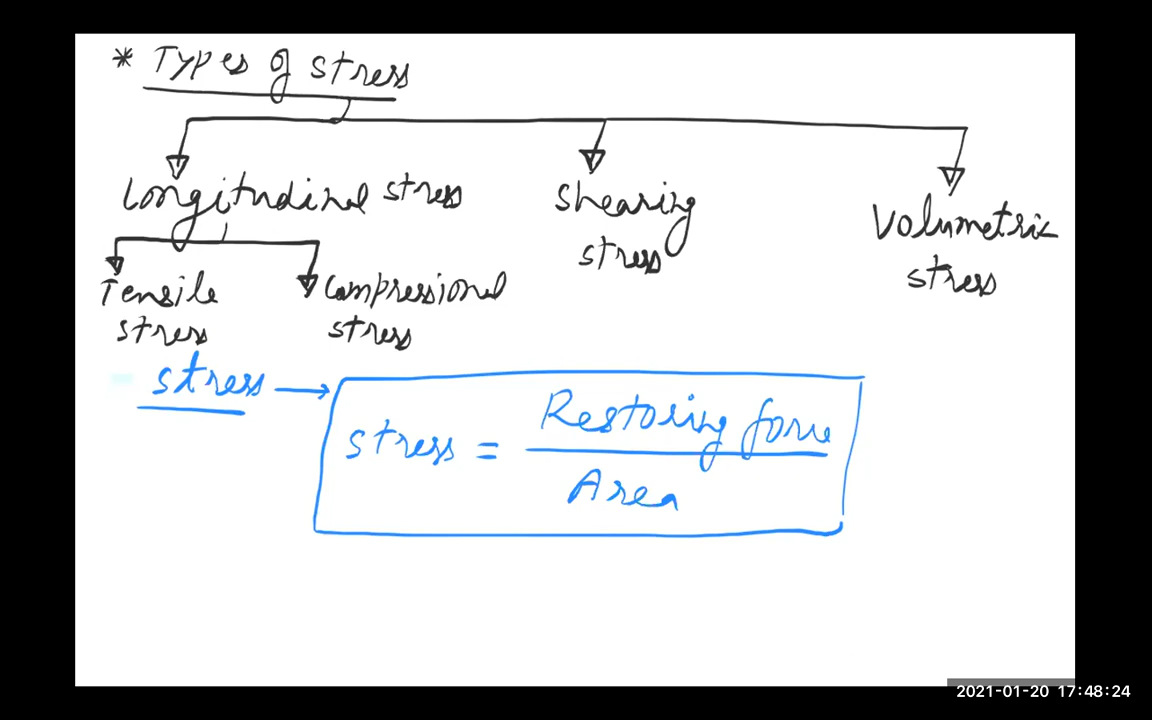 * Types of stress
Longitudinal stress
Shearing
stress
Volumetric
stress
Tensile
stress
Compressional
stress
stress →
stress = Restoring force
Area
2021-01-20 17:48:24